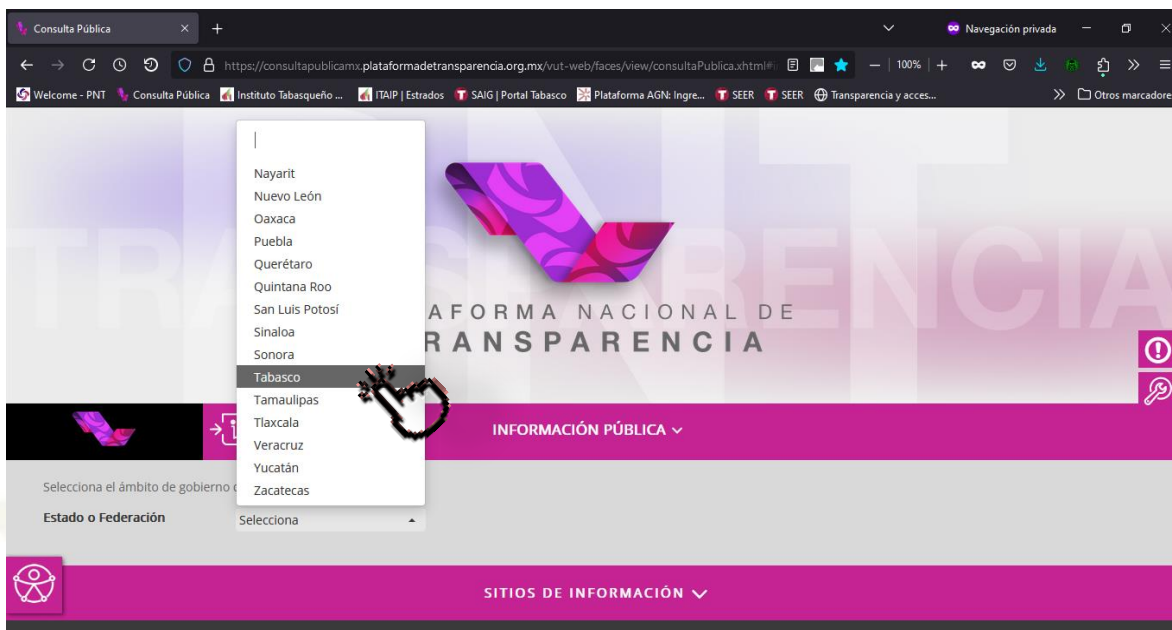 Consulta Pública
Navegación privada
https://consultapublicamx.plataformadetransparencia.org.mx/vut-web/faces/view/consultaPublica.xhtml#
100%
Welcome - PNT
Consulta Pública
Instituto Tabasqueño ...
ITAIP | Estrados
SAIG | Portal Tabasco
Plataforma AGN: Ingre...
SEER
SEER
Transparencia y acces...
Otros marcadore
PNT
TRANSPARENCIA
Nayarit
Nuevo León
Oaxaca
Puebla
Querétaro
Quintana Roo
San Luis Potosí
Sinaloa
Sonora
Tabasco
Tamaulipas
Tlaxcala
Veracruz
Yucatán
Zacatecas
AFORMA NACIONAL DE
RANSPARENCIA
INFORMACIÓN PÚBLICA
Selecciona el ámbito de gobierno
Estado o Federación
Selecciona
SITIOS DE INFORMACIÓN